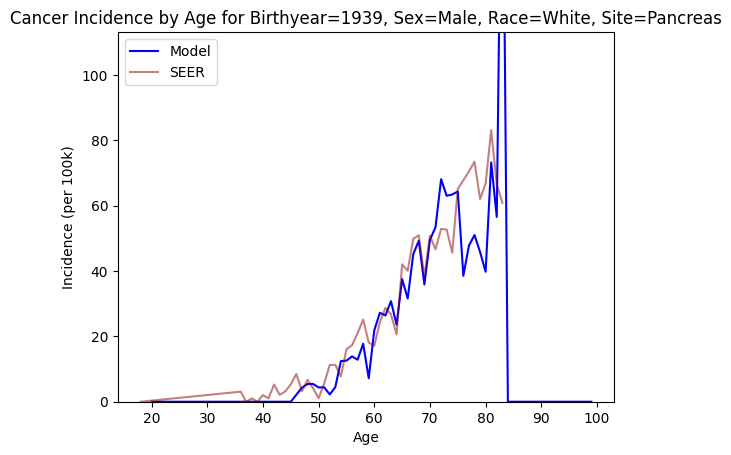 Cancer Incidence by Age for Birthyear=1939, Sex=Male, Race=White, Site=Pancreas
Model
SEER
100
80
60
40
20
0
Incidence (per 100k)
20 30 40 50 60 70 80 90 100
Age